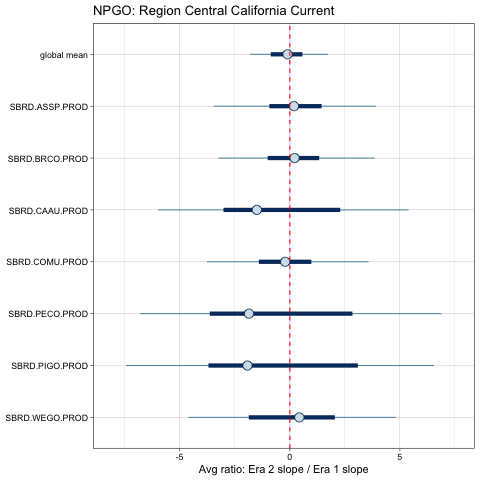 NPGO: Region Central California Current
global mean
SBRD.ASSP.PROD
SBRD.BRCO.PROD
SBRD.CAAU.PROD
SBRD.COMU.PROD
SBRD.PECO.PROD
SBRD.PIGO.PROD
SBRD.WEGO.PROD
-5 0 5
Avg ratio: Era 2 slope / Era 1 slope